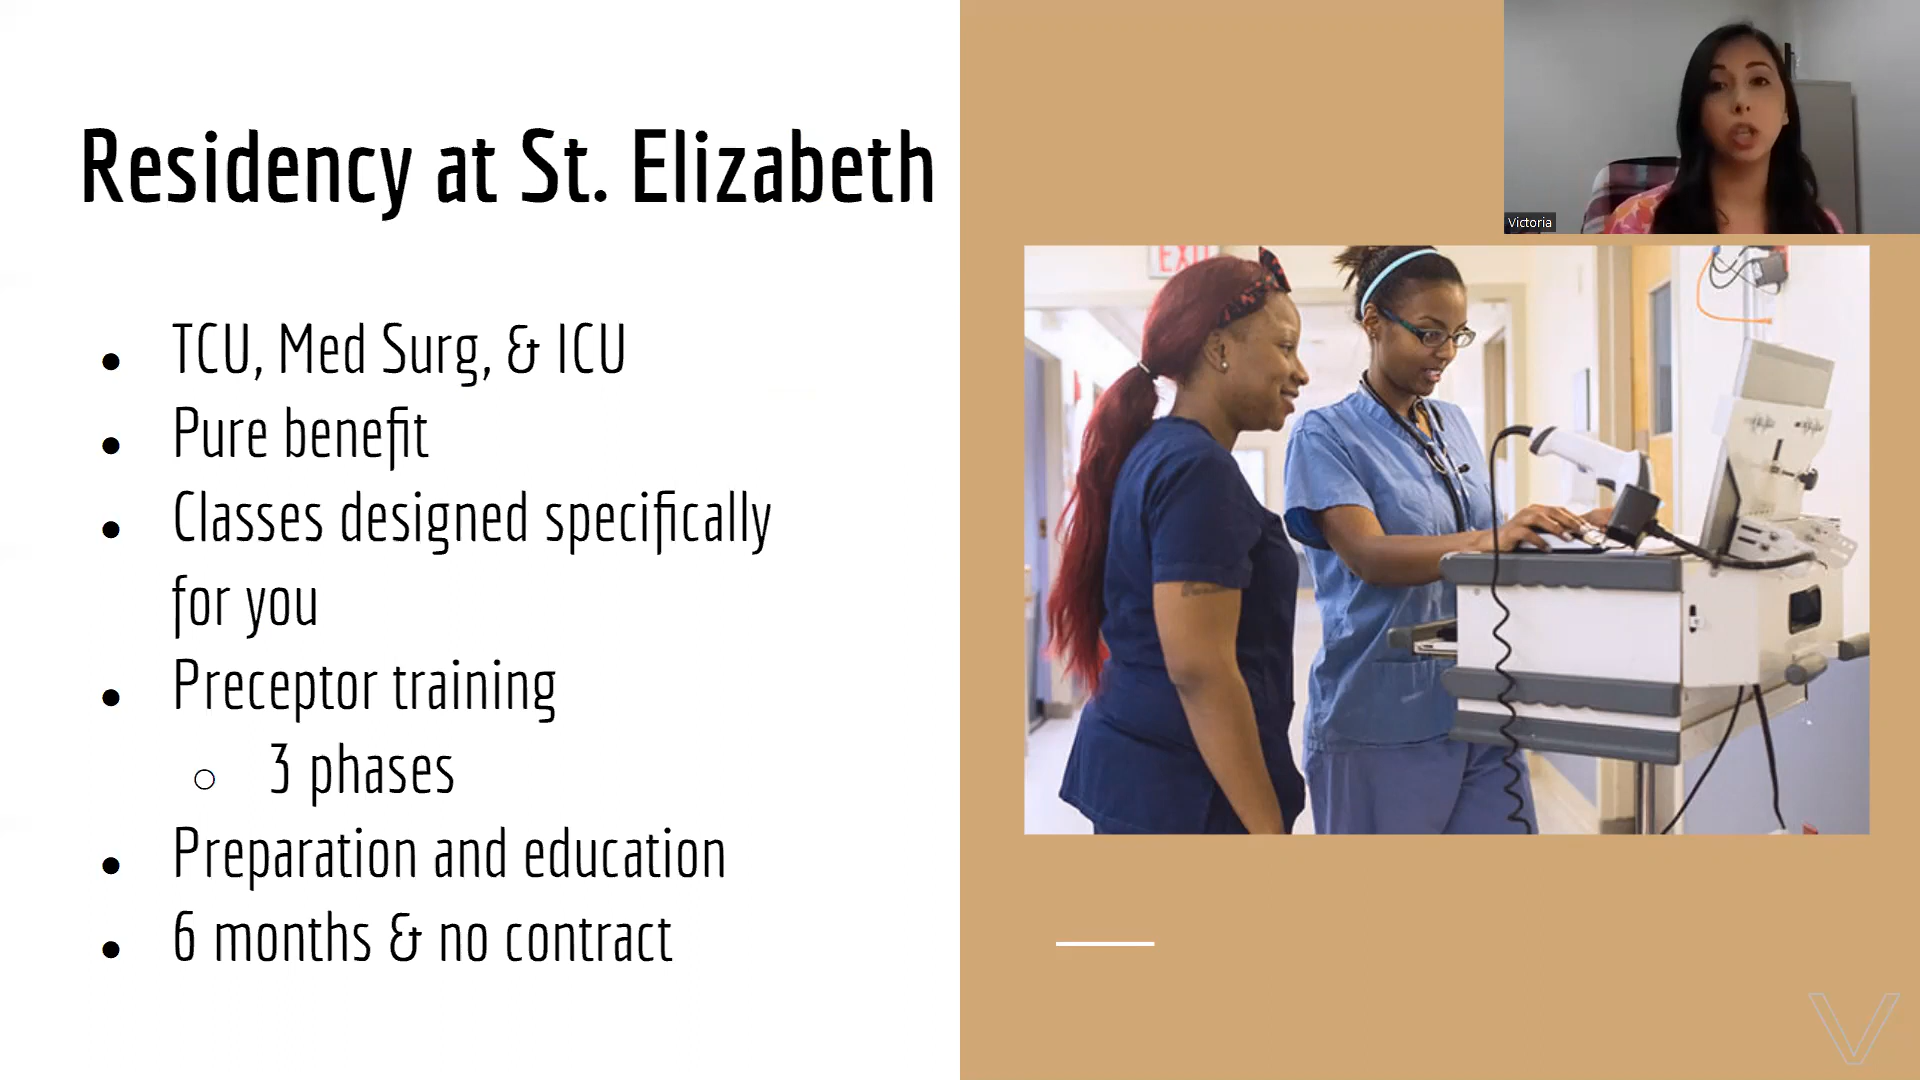 Residency at St. Elizabeth
Victoria
EXIT
● TCU, Med Surg, & ICU
● Pure benefit
● Classes designed specifically
for you
● Preceptor training
○ 3 phases
● Preparation and education
● 6 months & no contract
V